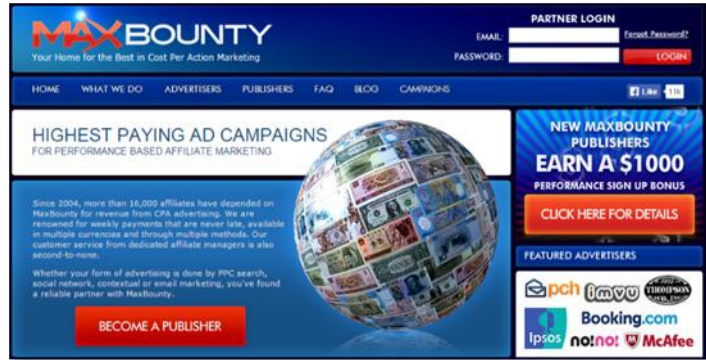 MAXBOUNTY
Your Home for the Best in Cost Per Action Marketing
PARTNER LOGIN
EMAIL:
Forgot Password?
PASSWORD:
LOGIN
HOME WHAT WE DO ADVERTISERS PUBLISHERS FAQ BLOG CAMPAIGNS
Like 11k
HIGHEST PAYING AD CAMPAIGNS
FOR PERFORMANCE BASED AFFILIATE MARKETING
Since 2004, more than 16,000 affiliates have depended on
MaxBounty for revenue from CPA advertising. We are
renowned for weekly payments that are never late, available
in multiple currencies and through multiple methods. Our
customer service from dedicated affiliate managers is also
second-to-none.
Whether your form of advertising is done by PPC search,
social network, contextual or email marketing, you've found
a reliable partner with MaxBounty.
BECOME A PUBLISHER
NEW MAXBOUNTY
PUBLISHERS
EARN A $1000
PERFORMANCE SIGN UP BONUS
CLICK HERE FOR DETAILS
FEATURED ADVERTISERS
pch imvu THOMPSON
Booking.com
Ipsos no!no! McAfee